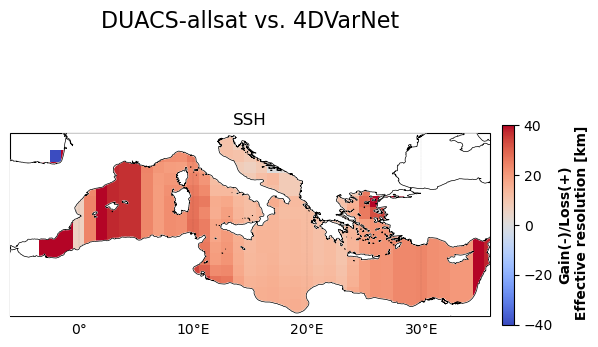 DUACS-allsat vs. 4DVarNet
SSH
40
20
0
−20
−40
Gain(-)/Loss(+)
Effective resolution [km]
0°
10°E
20°E
30°E